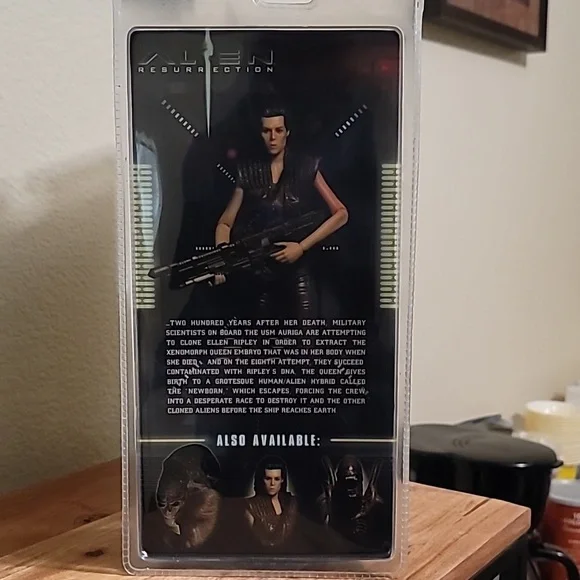 ALIEN
RESURRECTION
TWO HUNDRED YEARS AFTER HER DEATH, MILITARY
SCIENTISTS ON BOARD THE USM AURIGA ARE ATTEMPTING
TO CLONE ELLEN RIPLEY IN ORDER TO EXTRACT THE
XENOMORPH QUEEN EMBRYO THAT WAS IN HER BODY WHEN
SHE DIED - AND ON THE EIGHTH ATTEMPT, THEY SUCCEED.
CONTAMINATED WITH RIPLEY'S DNA, THE QUEEN GIVES
BIRTH TO A GROTESQUE HUMAN/ALIEN HYBRID CALLED
THE "NEWBORN," WHICH ESCAPES, FORCING THE CREW
INTO A DESPERATE RACE TO DESTROY IT AND THE OTHER
CLONED ALIENS BEFORE THE SHIP REACHES EARTH.
ALSO AVAILABLE: